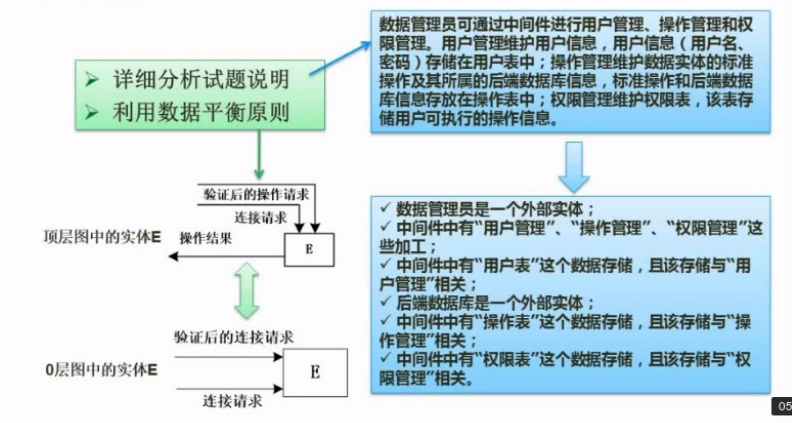 ➢ 详细分析试题说明
➢ 利用数据平衡原则
数据管理员可通过中间件进行用户管理、操作管理和权
限管理。用户管理维护用户信息，用户信息（用户名、
密码）存储在用户表中；操作管理维护数据实体的标准
操作及其所属的后端数据库信息，标准操作和后端数据
库信息存放在操作表中；权限管理维护权限表，该表存
储用户可执行的操作信息。
验证后的操作请求
连接请求
顶层图中的实体E
操作结果
E
验证后的连接请求
0层图中的实体E
E
连接请求
✓ 数据管理员是一个外部实体；
✓ 中间件中有“用户管理”、“操作管理”、“权限管理”这
些加工；
✓ 中间件中有“用户表”这个数据存储，且该存储与“用
户管理”相关；
✓ 后端数据库是一个外部实体；
✓ 中间件中有“操作表”这个数据存储，且该存储与“操
作管理”相关；
✓ 中间件中有“权限表”这个数据存储，且该存储与“权
限管理”相关。
05